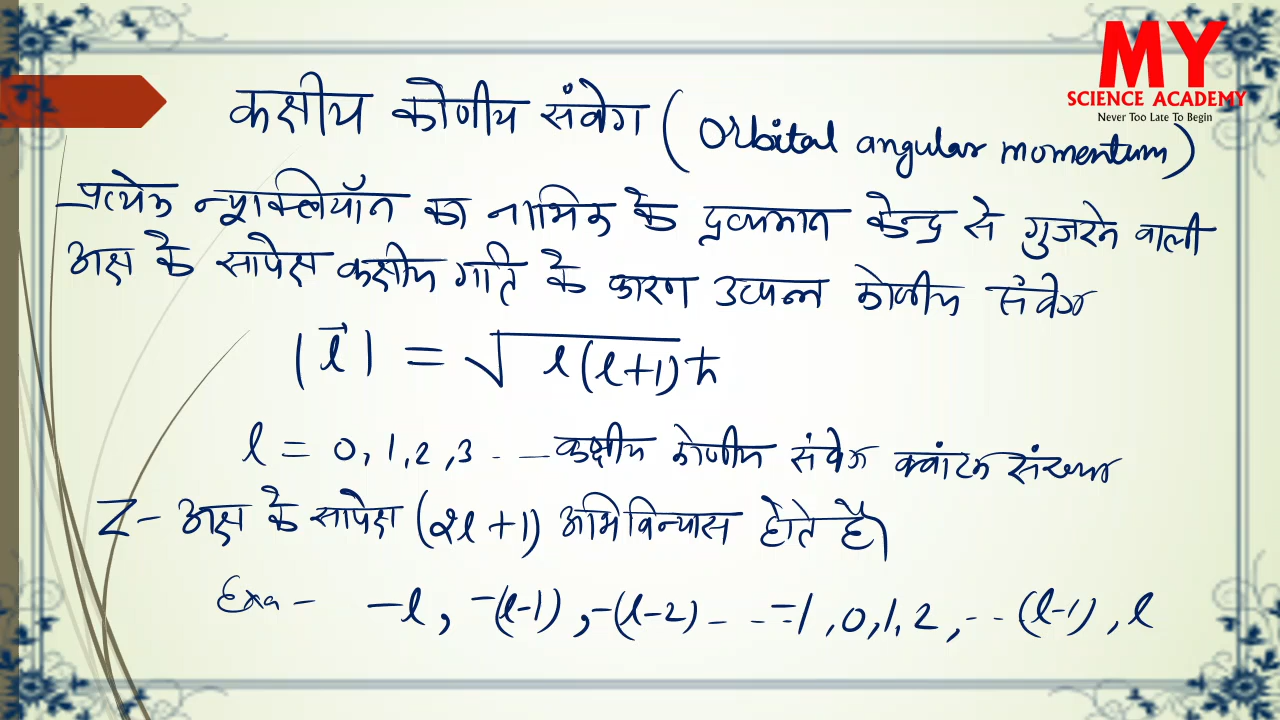 MY
SCIENCE ACADEMY
Never Too Late To Begin
कक्षीय कोणीय संवेग ( Orbital angular momentum)
प्रत्येक न्यूक्लियॉन का नाभिक के द्रव्यमान केन्द्र से गुजरने वाली
अक्ष के सापेक्ष कक्षीय गति के कारण उत्पन्न कोणीय संवेग
|l⃗| = √l(l+1) ħ
l = 0, 1, 2, 3 - - कक्षीय कोणीय संवेग क्वांटम संख्या
Z - अक्ष के सापेक्ष (2l +1) अभिविन्यास होते है।
Exa - -l, -(l-1), -(l-2) - - - -1, 0, 1, 2, - - (l-1), l